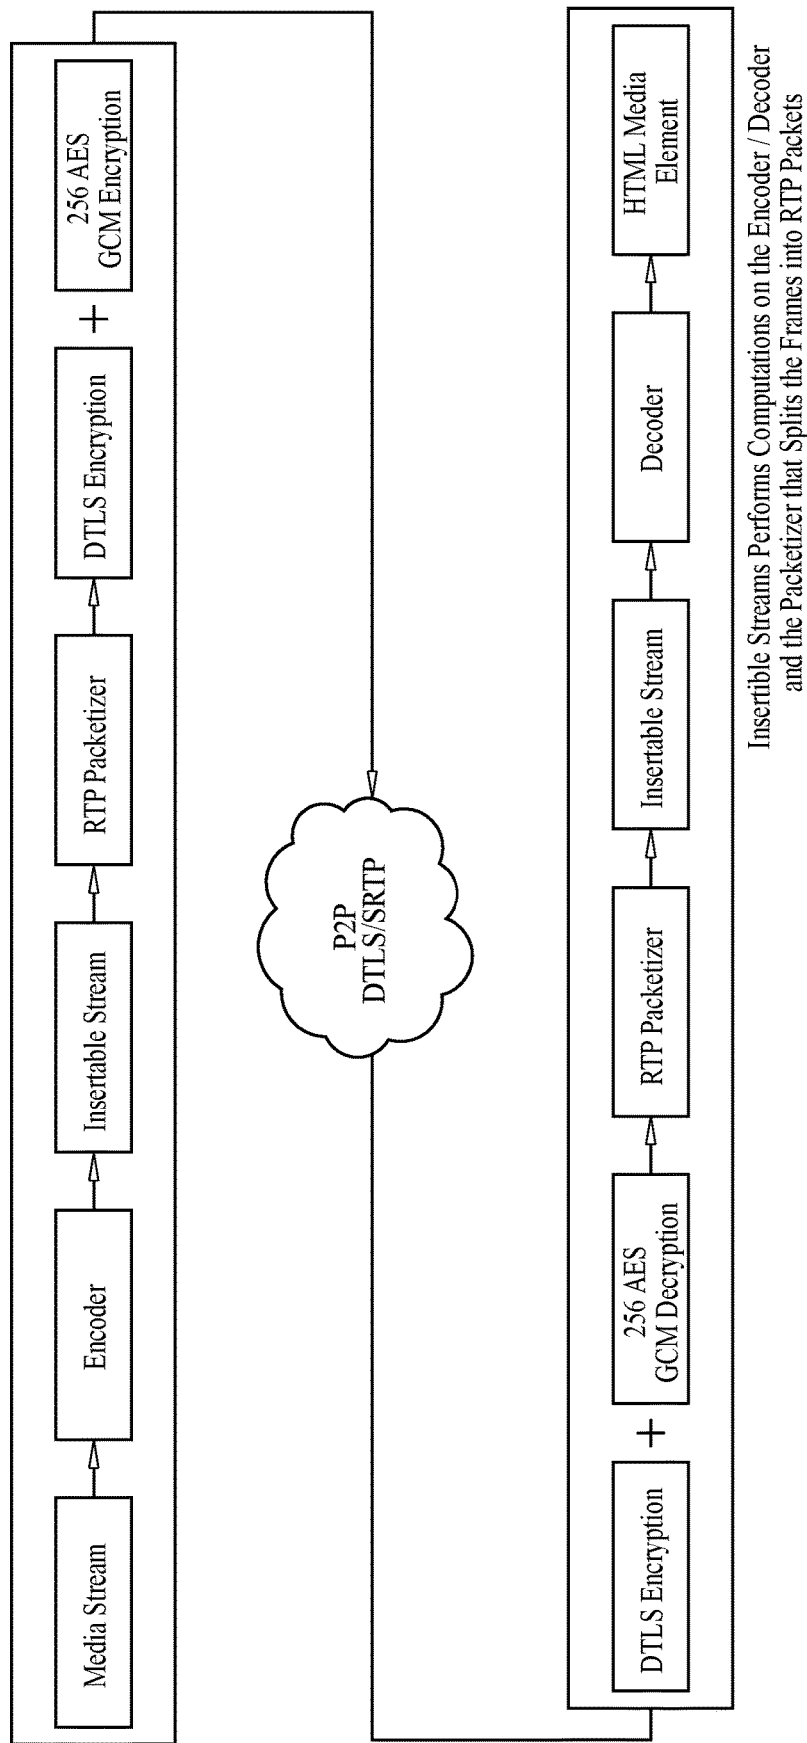 Media Stream
Encoder
Insertable Stream
RTP Packetizer
DTLS Encryption
+
256 AES
GCM Encryption
P2P
DTLS/SRTP
DTLS Encryption
+
256 AES
GCM Decryption
RTP Packetizer
Insertable Stream
Decoder
HTML Media
Element
Insertible Streams Performs Computations on the Encoder / Decoder
and the Packetizer that Splits the Frames into RTP Packets